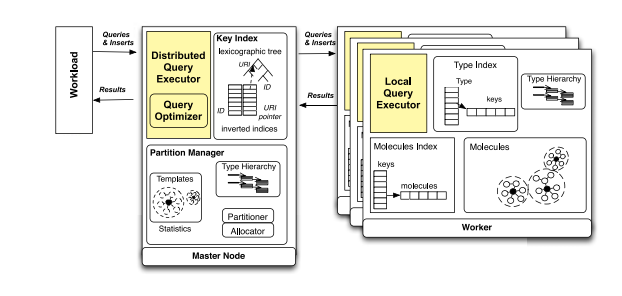 Workload
Queries
& Inserts
Results
Distributed
Query
Executor
Query
Optimizer
Key Index
lexicographic tree
URI
ID
ID
URI
pointer
inverted indices
Partition Manager
Templates
Statistics
Type Hierarchy
Partitioner
Allocator
Master Node
Queries
& Inserts
Results
Local
Query
Executor
Type Index
Type
keys
Type Hierarchy
Molecules Index
keys
molecules
Molecules
Worker